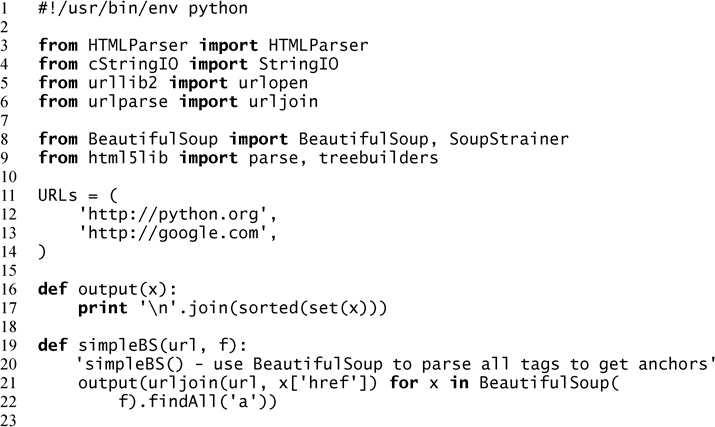 1 #!/usr/bin/env python
2
3 from HTMLParser import HTMLParser
4 from cStringIO import StringIO
5 from urllib2 import urlopen
6 from urlparse import urljoin
7
8 from BeautifulSoup import BeautifulSoup, SoupStrainer
9 from html5lib import parse, treebuilders
10
11 URLs = (
12     'http://python.org',
13     'http://google.com',
14 )
15
16 def output(x):
17     print '\n'.join(sorted(set(x)))
18
19 def simpleBS(url, f):
20     'simpleBS() - use BeautifulSoup to parse all tags to get anchors'
21     output(urljoin(url, x['href']) for x in BeautifulSoup(
22         f).findAll('a'))
23